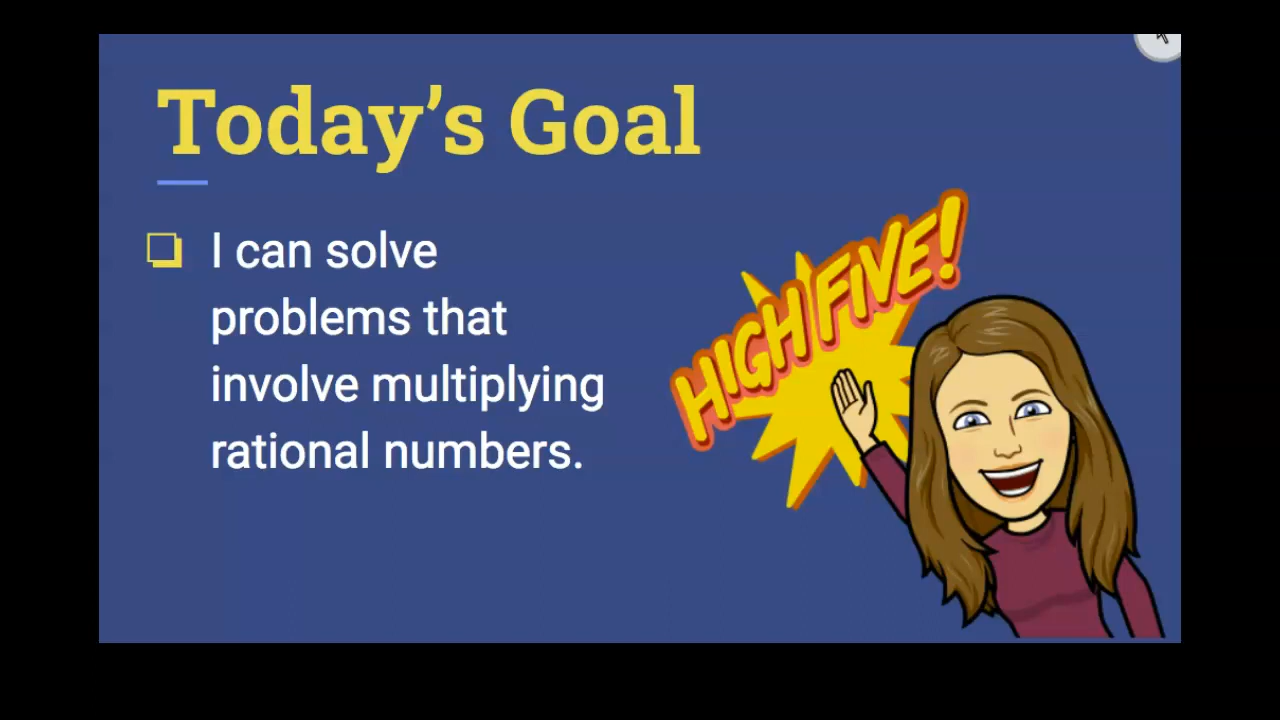 Today’s Goal
I can solve
problems that
involve multiplying
rational numbers.
HIGH FIVE!